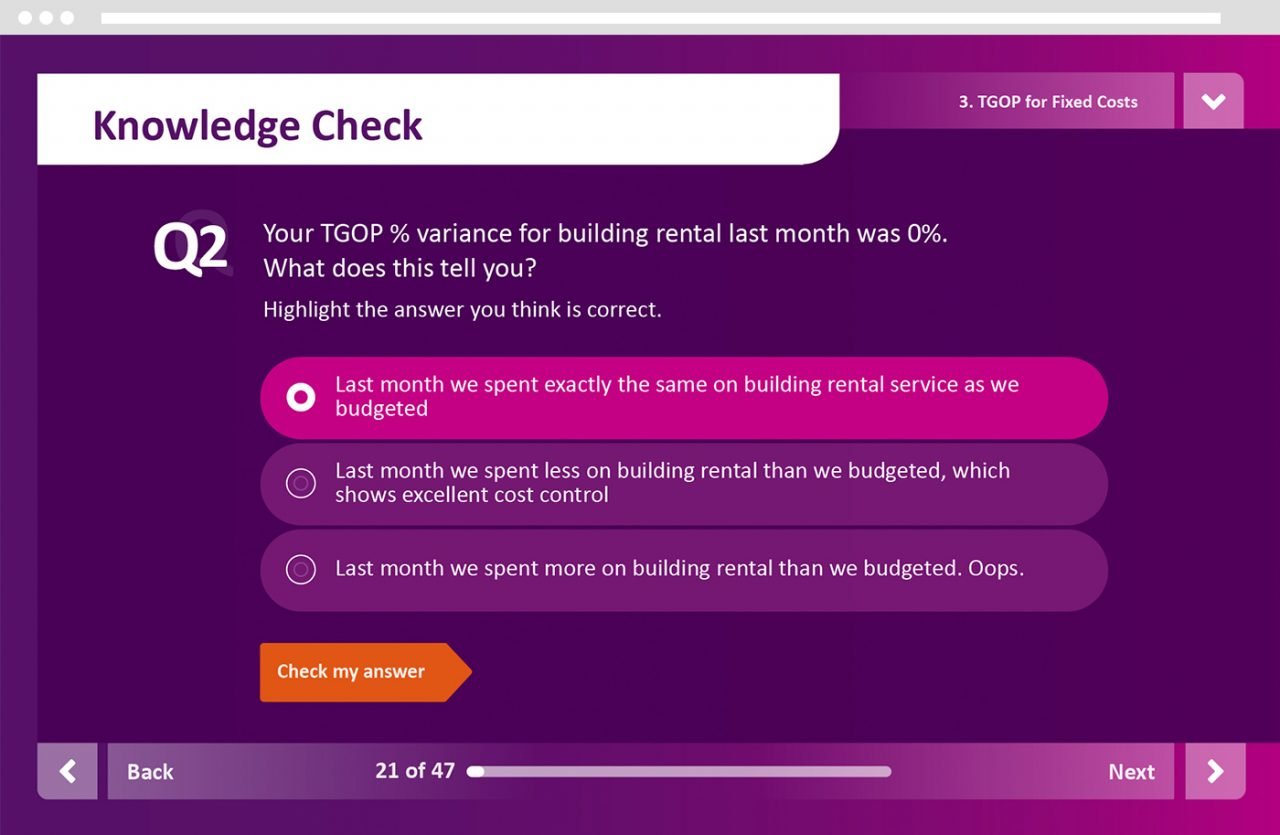 Knowledge Check
3. TGOP for Fixed Costs
Q2
Your TGOP % variance for building rental last month was 0%.
What does this tell you?
Highlight the answer you think is correct.
Last month we spent exactly the same on building rental service as we
budgeted
Last month we spent less on building rental than we budgeted, which
shows excellent cost control
Last month we spent more on building rental than we budgeted. Oops.
Check my answer
Back
21 of 47
Next